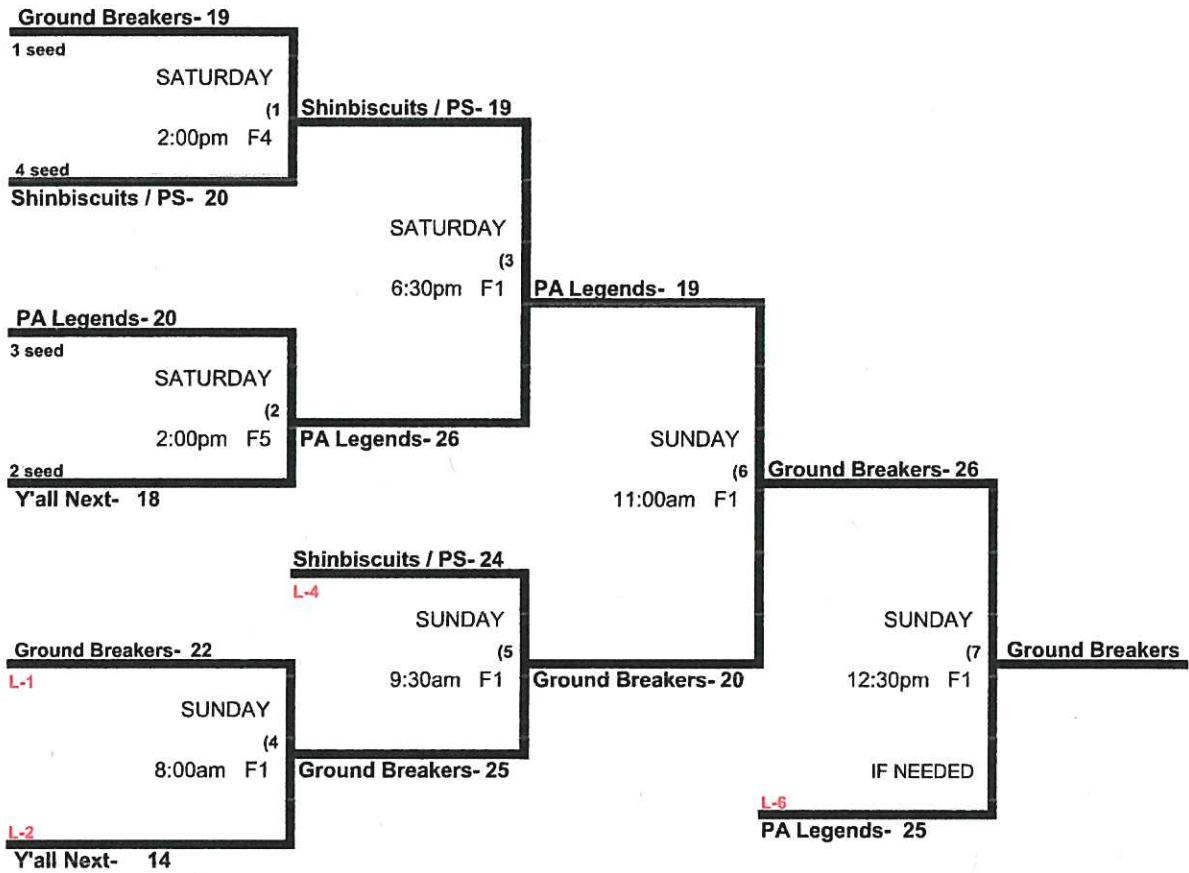 Ground Breakers- 19
1 seed
SATURDAY
(1
2:00pm F4
4 seed
Shinbiscuits / PS- 20
Shinbiscuits / PS- 19
SATURDAY
(3
6:30pm F1
PA Legends- 20
3 seed
SATURDAY
(2
2:00pm F5
2 seed
Y'all Next- 18
PA Legends- 26
PA Legends- 19
SUNDAY
(6
11:00am F1
Shinbiscuits / PS- 24
L-4
SUNDAY
(5
9:30am F1
Ground Breakers- 22
L-1
SUNDAY
(4
8:00am F1
L-2
Y'all Next- 14
Ground Breakers- 25
Ground Breakers- 20
Ground Breakers- 26
SUNDAY
(7
12:30pm F1
IF NEEDED
L-6
PA Legends- 25
Ground Breakers